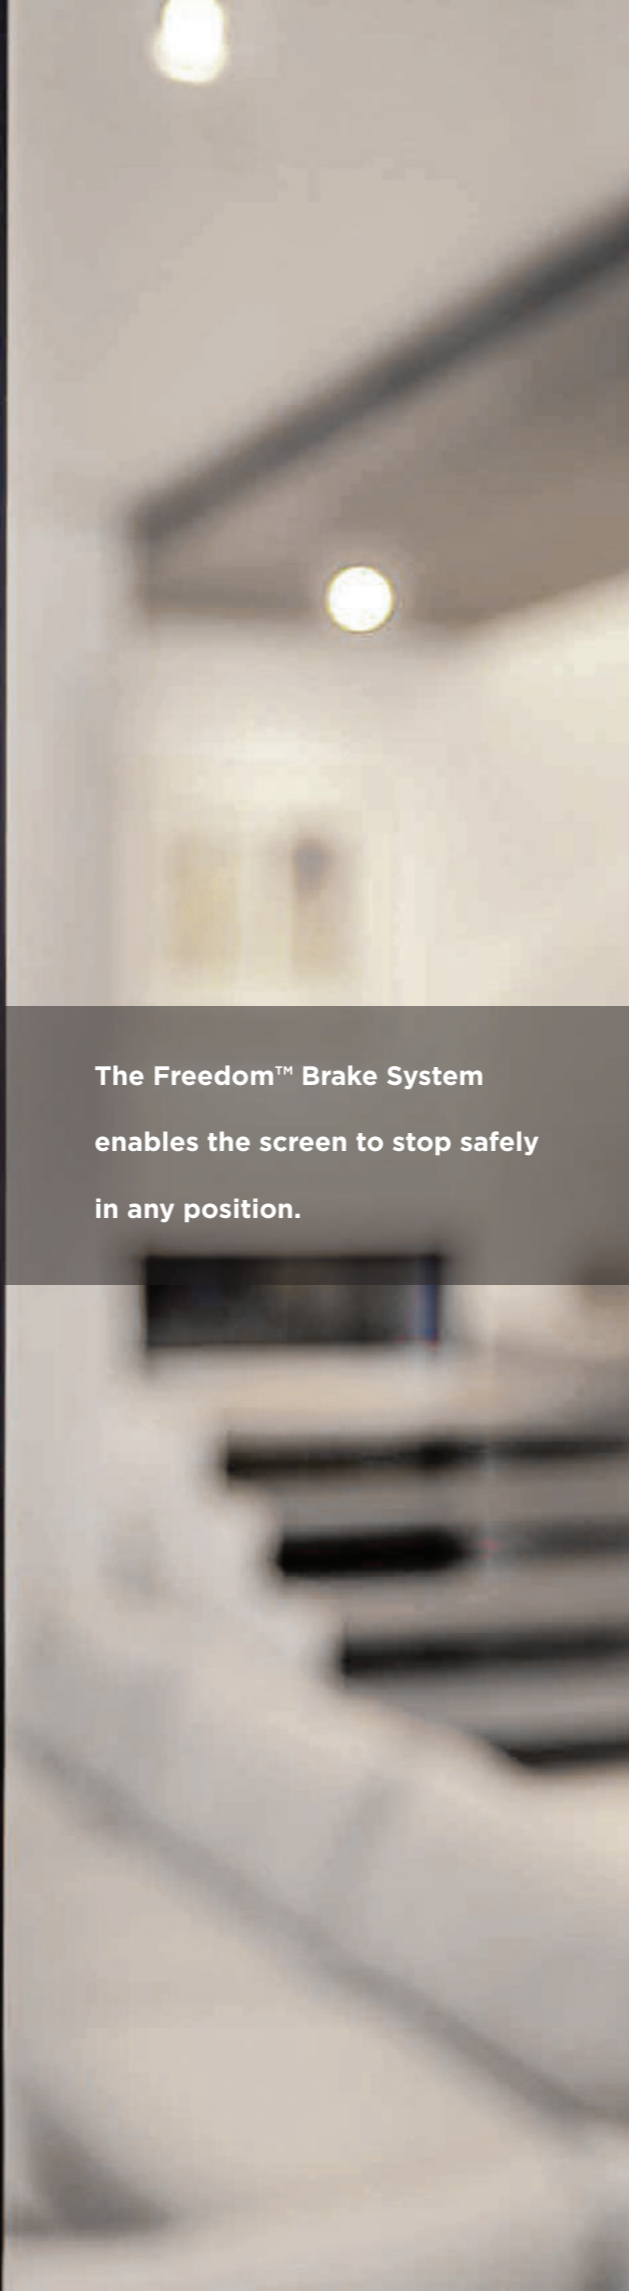 The Freedom™ Brake System
enables the screen to stop safely
in any position.